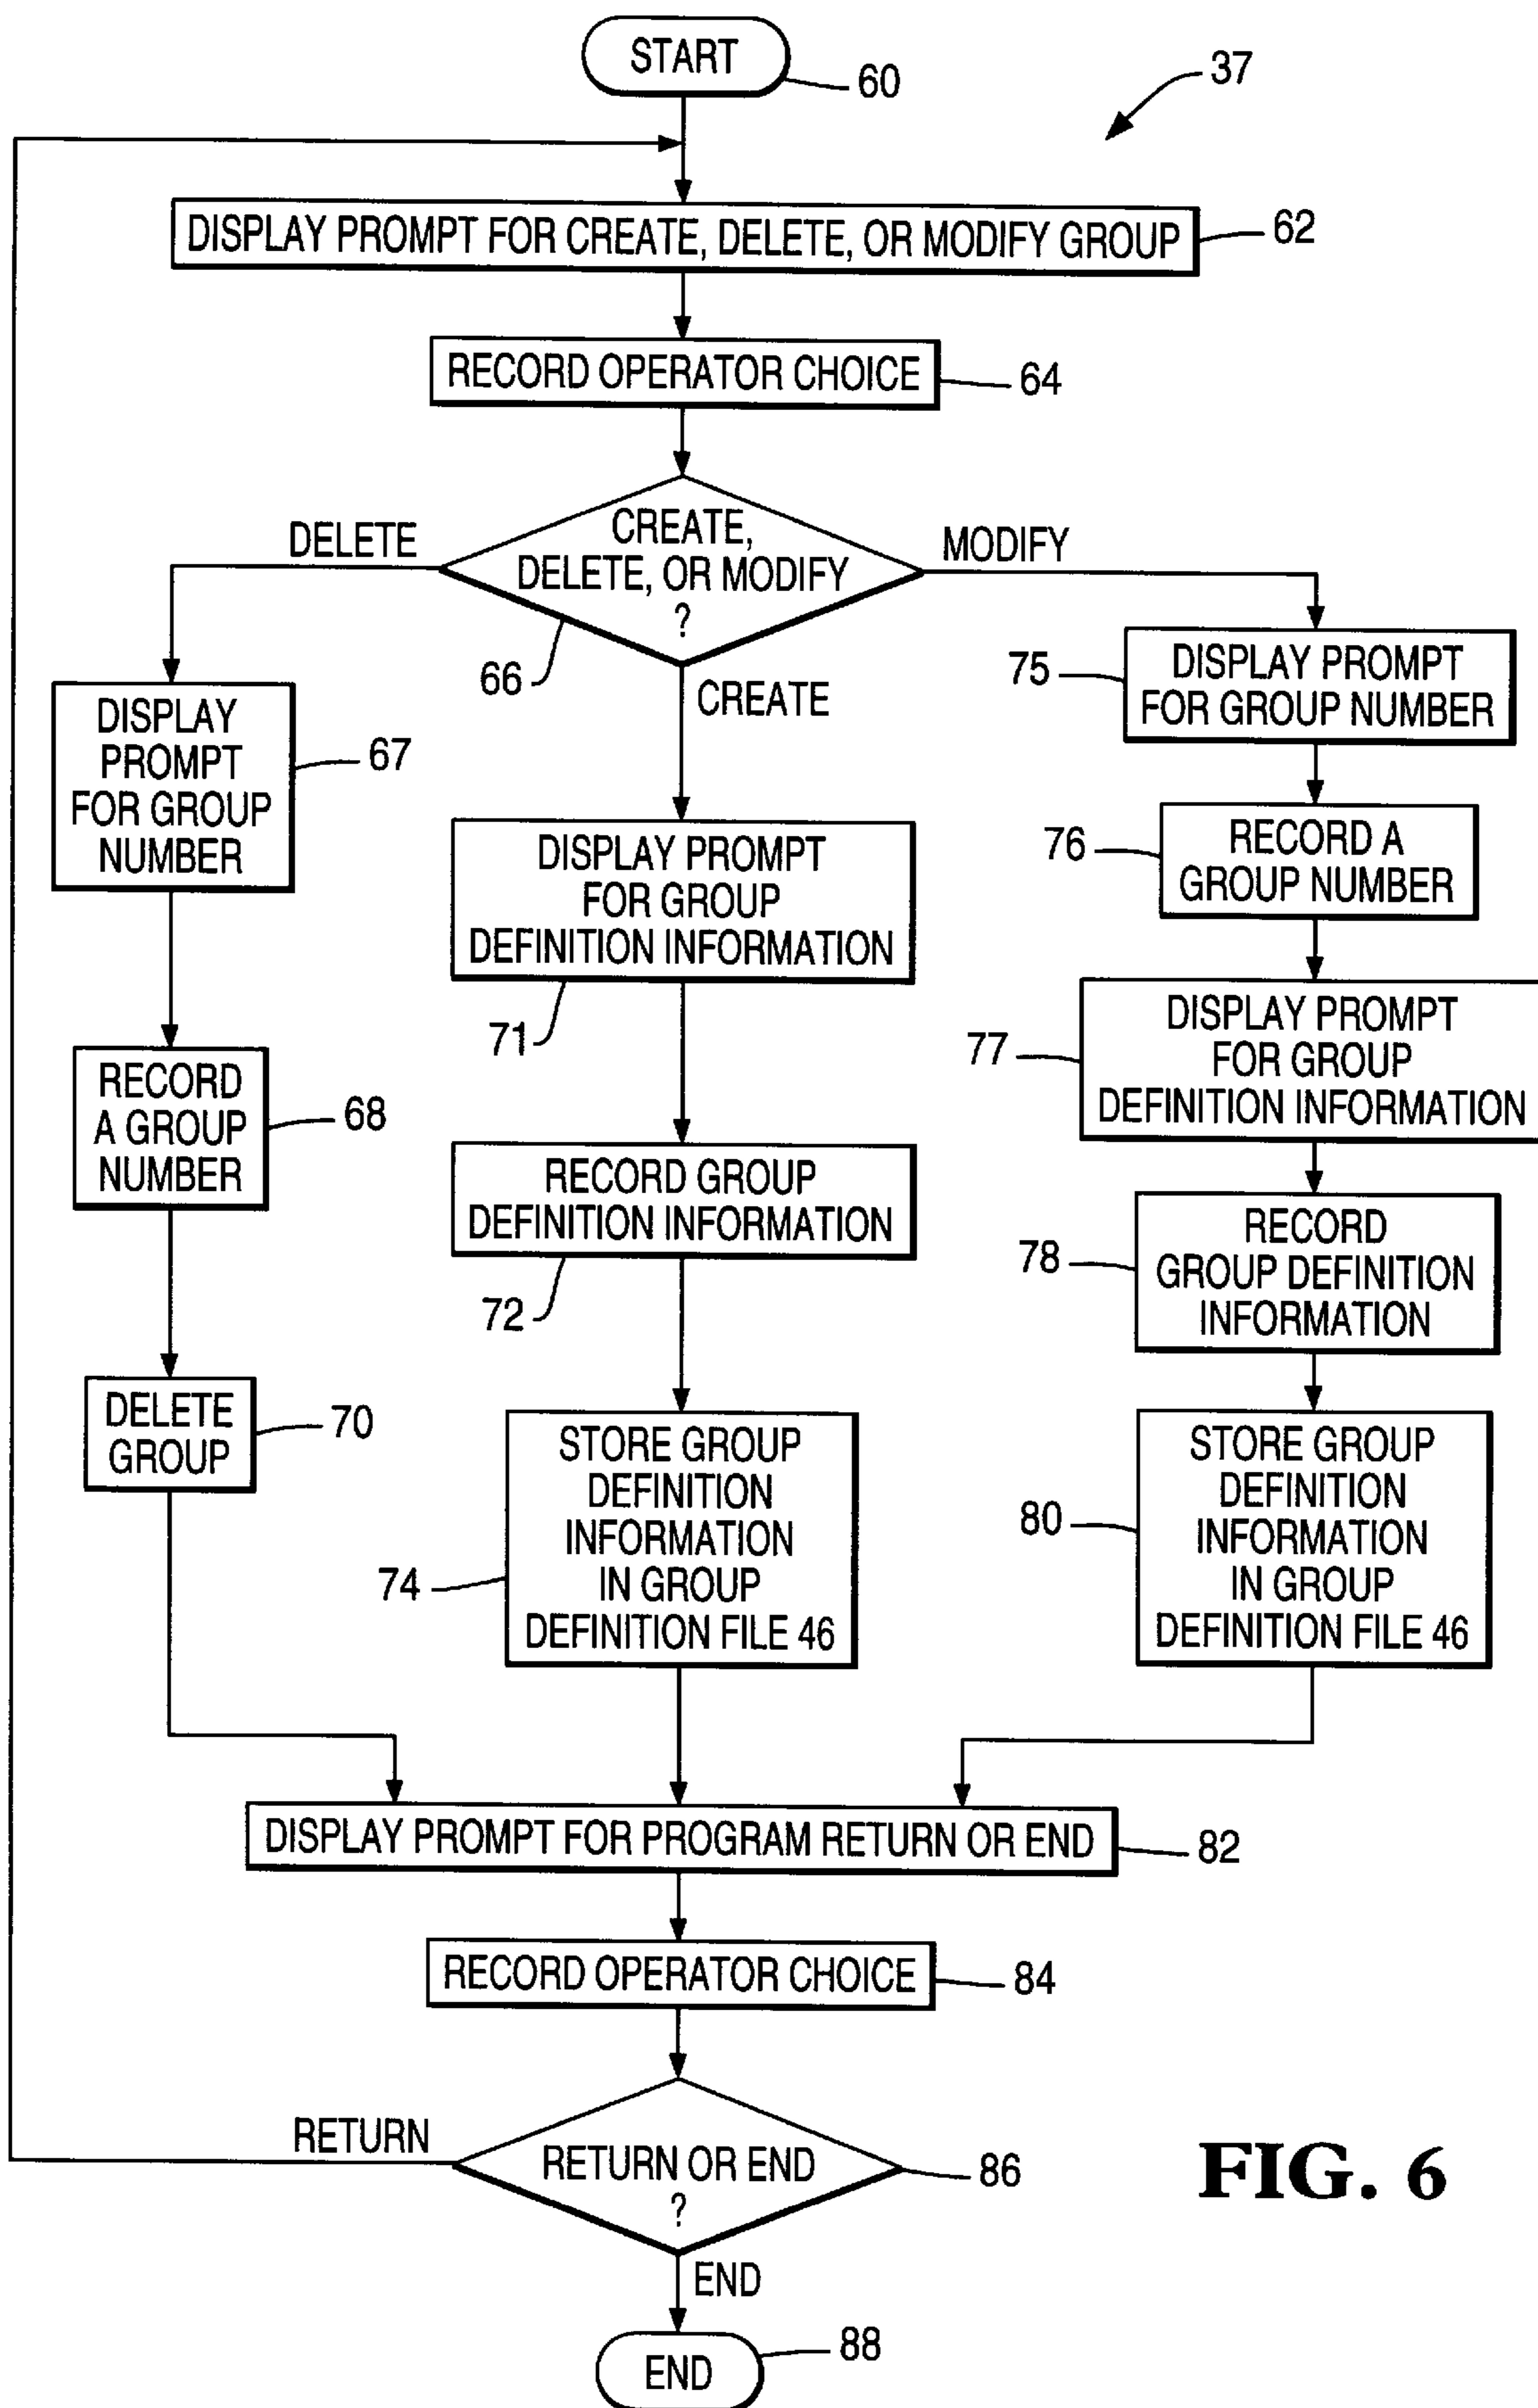 START
60
37
DISPLAY PROMPT FOR CREATE, DELETE, OR MODIFY GROUP
62
RECORD OPERATOR CHOICE
64
CREATE,
DELETE, OR MODIFY
?
66
DELETE
MODIFY
CREATE
DISPLAY
PROMPT
FOR GROUP
NUMBER
67
RECORD
A GROUP
NUMBER
68
DELETE
GROUP
70
DISPLAY PROMPT
FOR GROUP
DEFINITION INFORMATION
71
RECORD GROUP
DEFINITION INFORMATION
72
STORE GROUP
DEFINITION
INFORMATION
IN GROUP
DEFINITION FILE 46
74
75
DISPLAY PROMPT
FOR GROUP NUMBER
76
RECORD A
GROUP NUMBER
77
DISPLAY PROMPT
FOR GROUP
DEFINITION INFORMATION
78
RECORD
GROUP DEFINITION
INFORMATION
80
STORE GROUP
DEFINITION
INFORMATION
IN GROUP
DEFINITION FILE 46
DISPLAY PROMPT FOR PROGRAM RETURN OR END
82
RECORD OPERATOR CHOICE
84
RETURN
RETURN OR END
?
86
END
END
88
FIG. 6